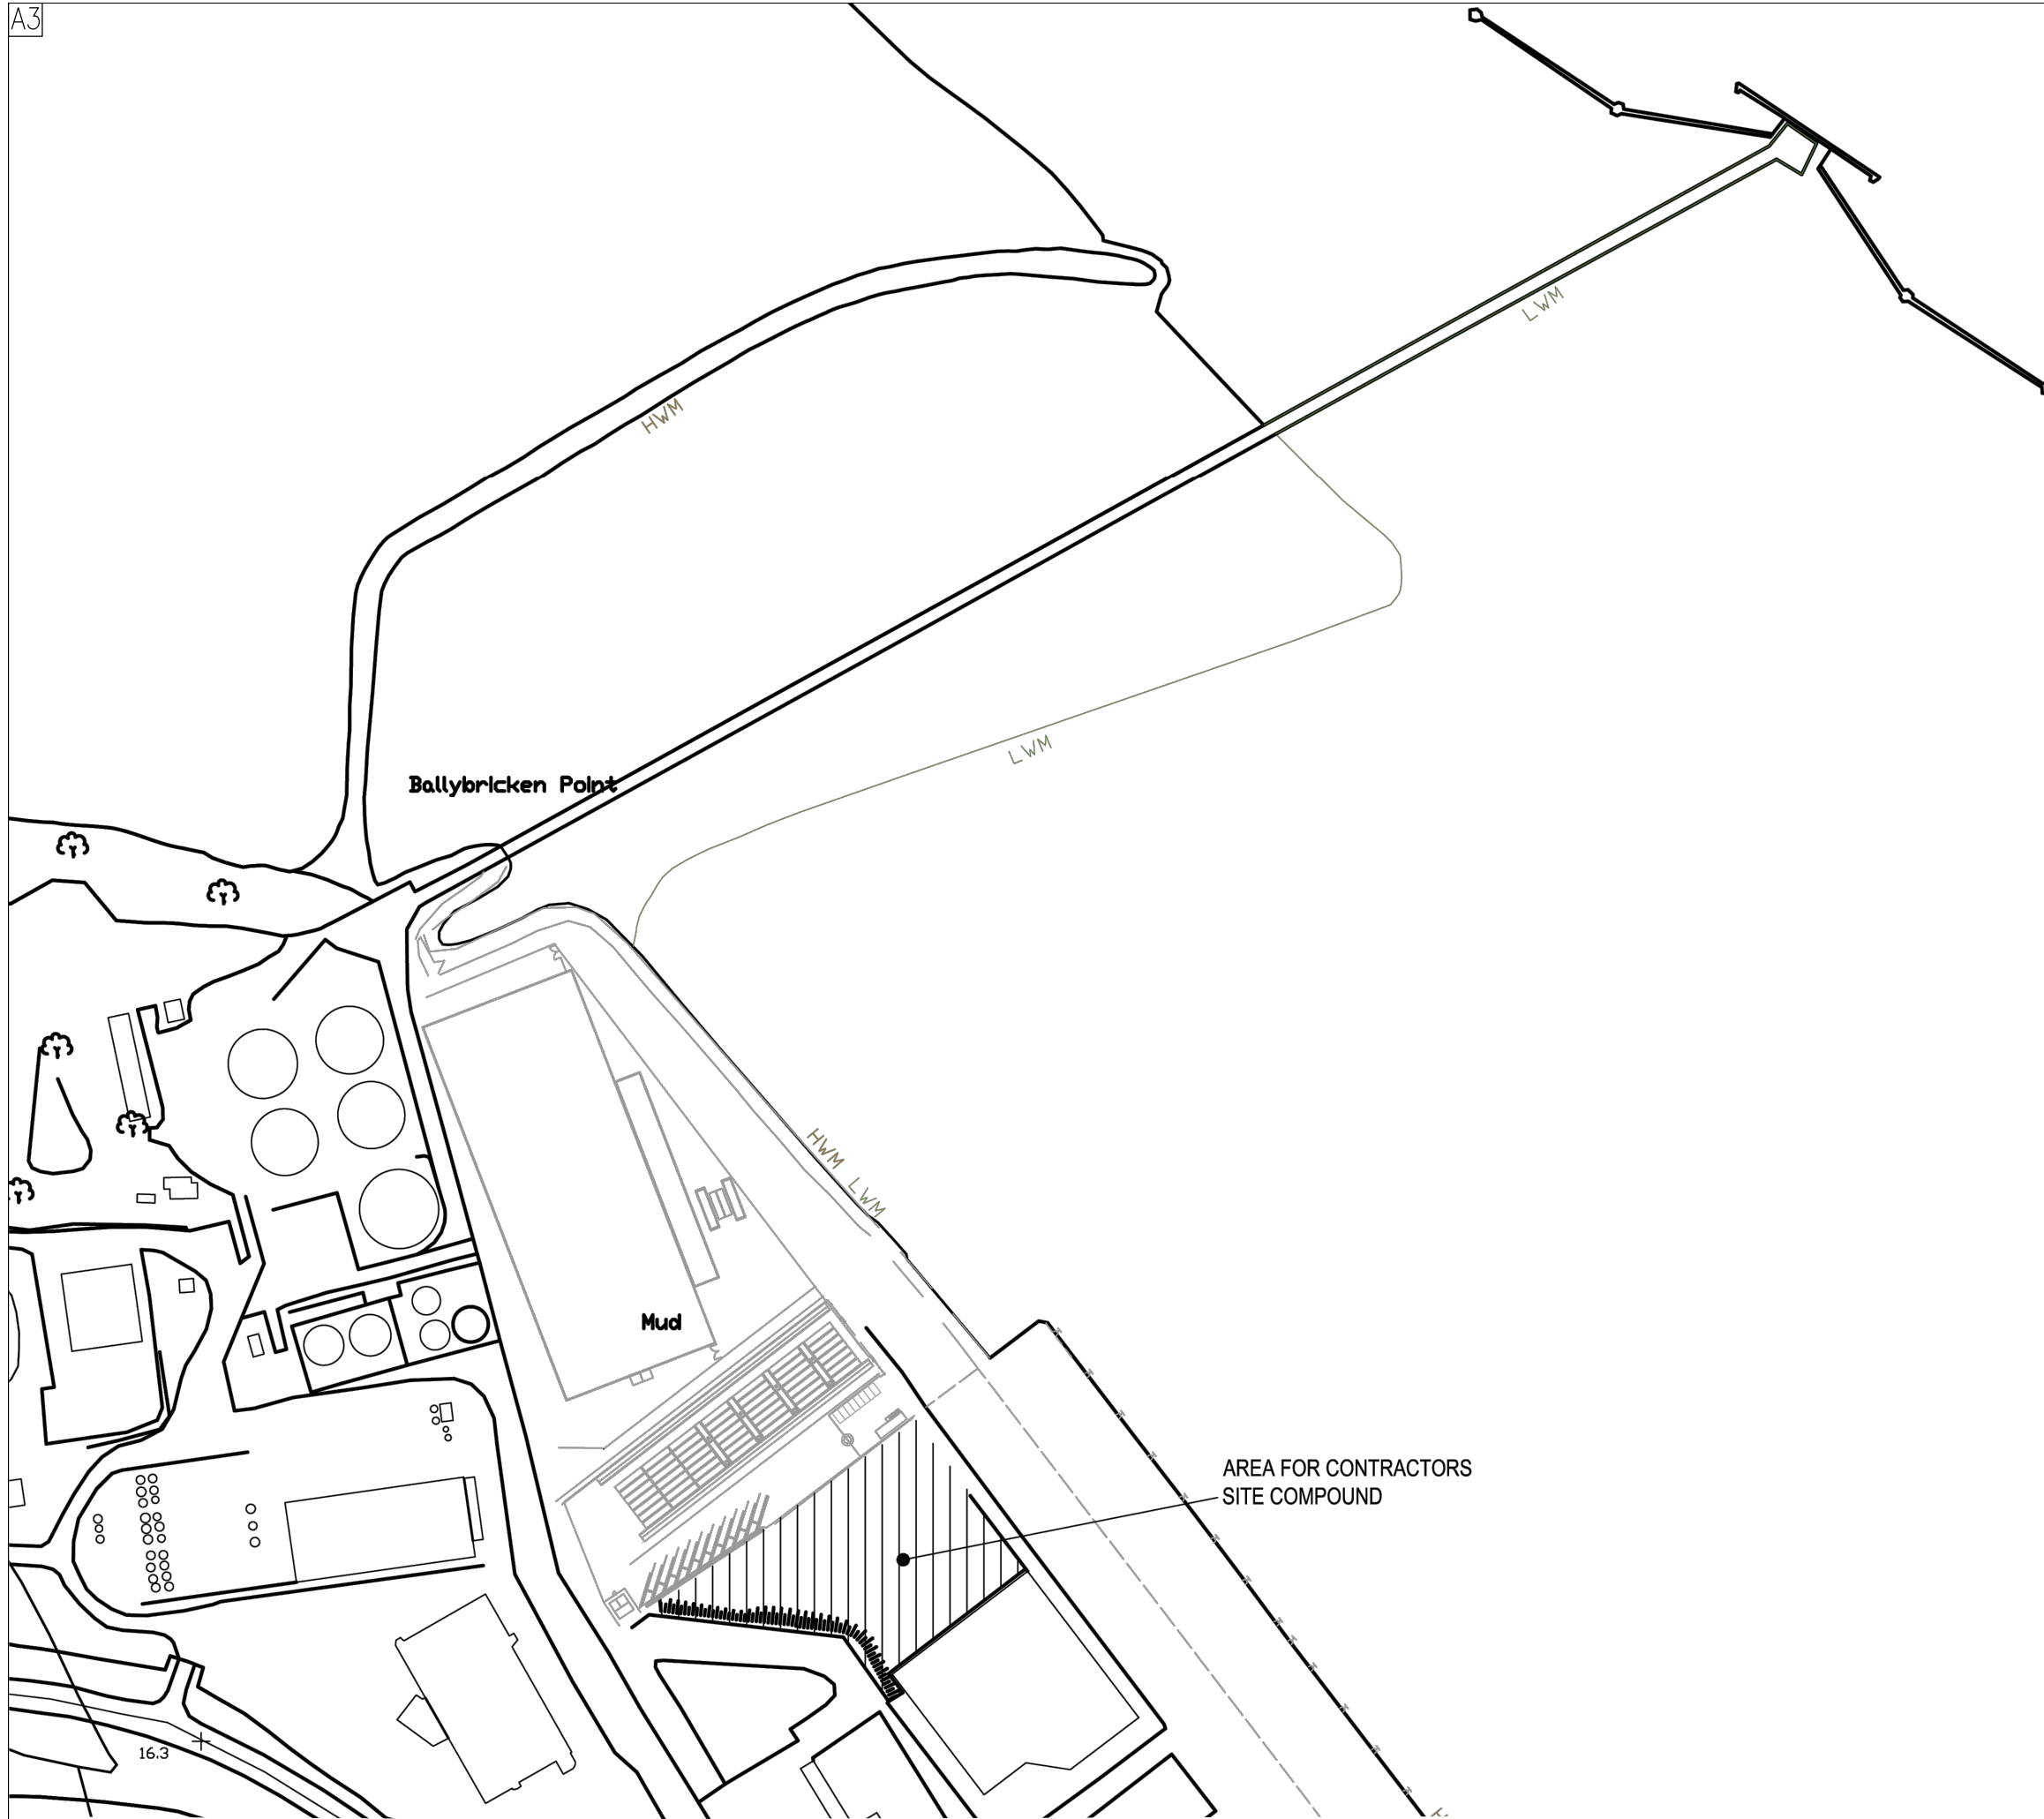 A3
LWM
HWM
LWM
Ballybricken Point
HWM LWM
Mud
AREA FOR CONTRACTORS
SITE COMPOUND
16.3